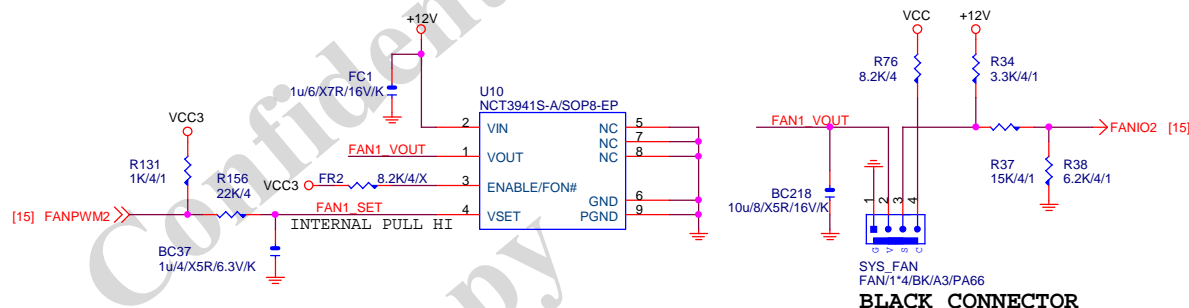 Confident
opy
+12V
FC1
1u/6/X7R/16V/K
U10
NCT3941S-A/SOP8-EP
2 VIN
1 VOUT
3 ENABLE/FON#
4 VSET
NC 5
NC 7
NC 8
GND 6
PGND 9
FAN1_VOUT
VCC3
R131
1K/4/1
R156
22K/4
VCC3
FR2
8.2K/4/X
[15] FANPWM2
FAN1_SET
INTERNAL PULL HI
BC37
1u/4/X5R/6.3V/K
VCC
+12V
R76
8.2K/4
R34
3.3K/4/1
FAN1_VOUT
FANIO2 [15]
R37
15K/4/1
R38
6.2K/4/1
BC218
10u/8/X5R/16V/K
1 2 3 4
G V S C
SYS_FAN
FAN/1*4/BK/A3/PA66
BLACK CONNECTOR